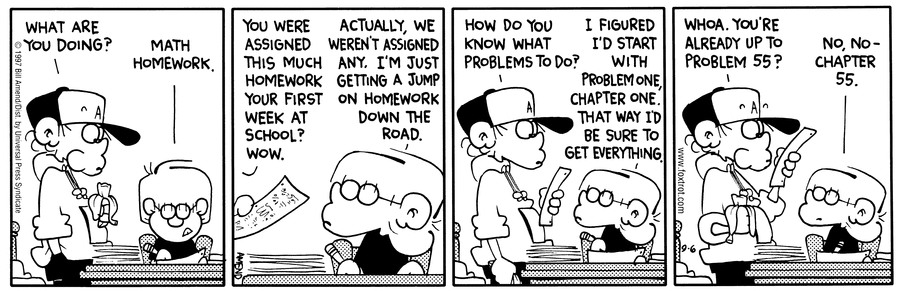 WHAT ARE
YOU DOING?
MATH
HOMEWORK.
© 1997 Bill Amend/Dist. by Universal Press Syndicate
YOU WERE
ASSIGNED
THIS MUCH
HOMEWORK
YOUR FIRST
WEEK AT
SCHOOL?
WOW.
ACTUALLY, WE
WEREN'T ASSIGNED
ANY. I'M JUST
GETTING A JUMP
ON HOMEWORK
DOWN THE
ROAD.
AMEND
HOW DO YOU
KNOW WHAT
PROBLEMS TO DO?
I FIGURED
I'D START
WITH
PROBLEM ONE,
CHAPTER ONE.
THAT WAY I'D
BE SURE TO
GET EVERYTHING.
WHOA. YOU'RE
ALREADY UP TO
PROBLEM 55?
NO, NO-
CHAPTER
55.
www.foxtrot.com
9-6
A
A
A